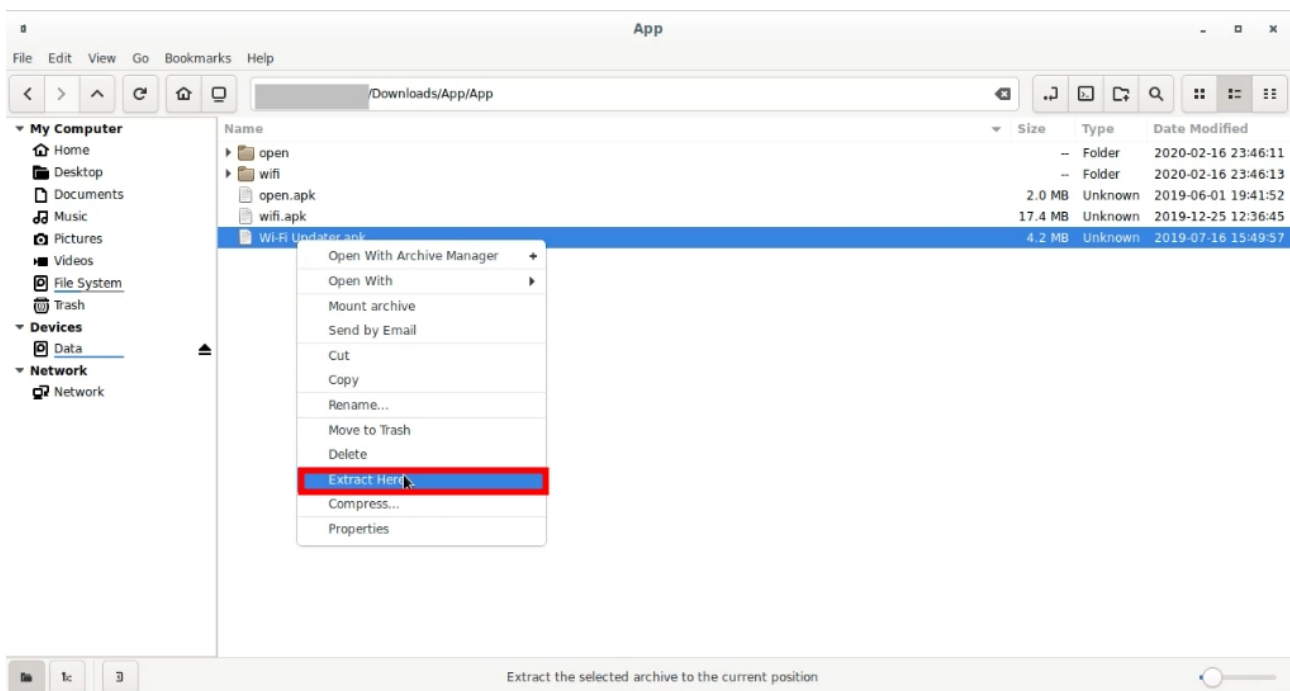 App
File Edit View Go Bookmarks Help
/Downloads/App/App
My Computer
Home
Desktop
Documents
Music
Pictures
Videos
File System
Trash
Devices
Data
Network
Network
Name Size Type Date Modified
open -- Folder 2020-02-16 23:46:11
wifi -- Folder 2020-02-16 23:46:13
open.apk 2.0 MB Unknown 2019-06-01 19:41:52
wifi.apk 17.4 MB Unknown 2019-12-25 12:36:45
Wi-Fi Updater.apk 4.2 MB Unknown 2019-07-16 15:49:57
Open With Archive Manager +
Open With
Mount archive
Send by Email
Cut
Copy
Rename...
Move to Trash
Delete
Extract Here
Compress...
Properties
Extract the selected archive to the current position